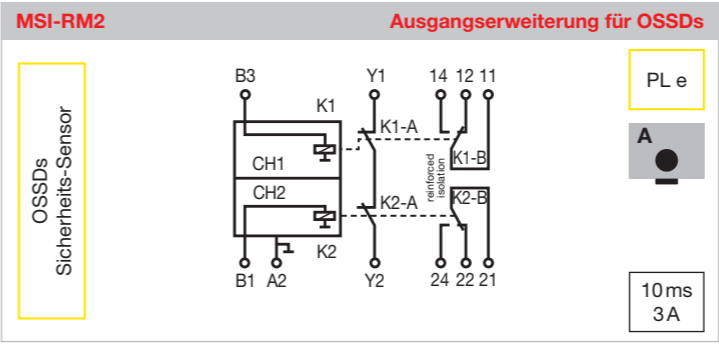 MSI-RM2
Ausgangserweiterung für OSSDs
OSSDs
Sicherheits-Sensor
B3
Y1
14 12 11
K1
K1-A
CH1
K1-B
reinforced
isolation
CH2
K2-A
K2-B
K2
B1 A2
Y2
24 22 21
PL e
A
10 ms
3 A